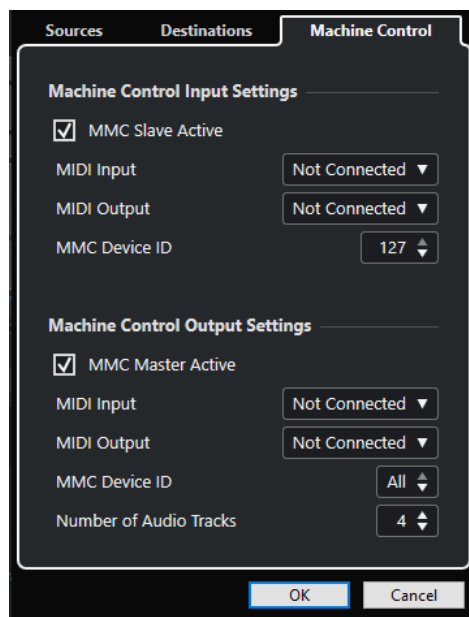 Sources Destinations Machine Control
Machine Control Input Settings
MMC Slave Active
MIDI Input Not Connected
MIDI Output Not Connected
MMC Device ID 127
Machine Control Output Settings
MMC Master Active
MIDI Input Not Connected
MIDI Output Not Connected
MMC Device ID All
Number of Audio Tracks 4
OK Cancel